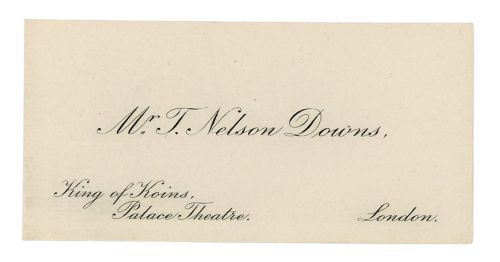 Mr. T. Nelson Downs.
King of Koins.
Palace Theatre.
London.